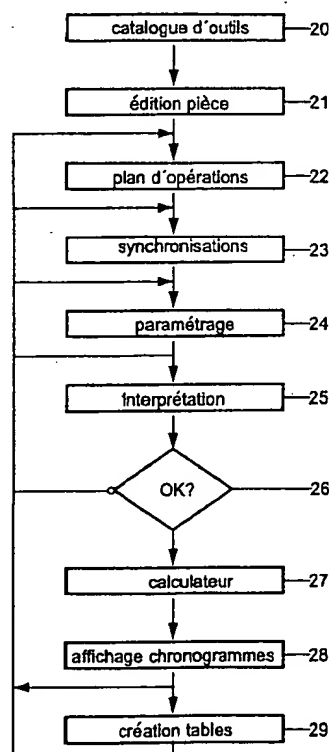 catalogue d'outils 20
édition pièce 21
plan d'opérations 22
synchronisations 23
paramétrage 24
Interprétation 25
OK? 26
calculateur 27
affichage chronogrammes 28
création tables 29